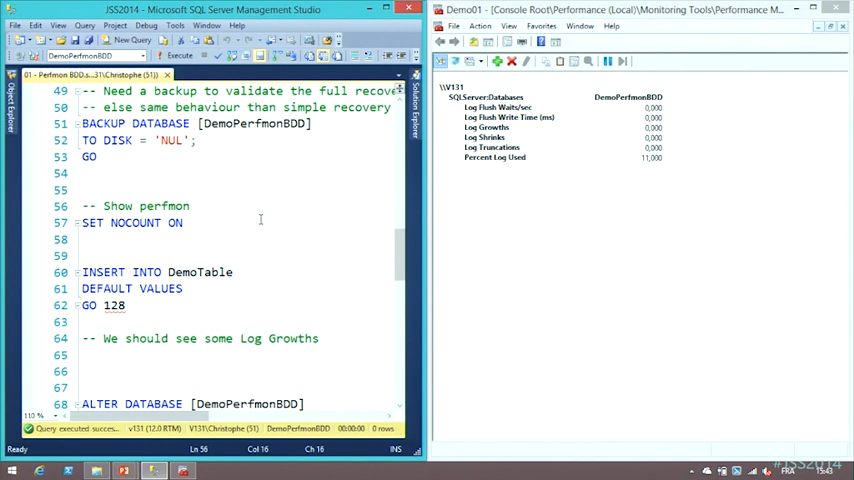 JSS2014 - Microsoft SQL Server Management Studio
File Edit View Query Project Debug Tools Window Help
New Query
DemoPerfmonBDD
Execute
01 - Perfmon BDD.s...31\Christophe (51))
Object Explorer
Solution Explorer
49 -- Need a backup to validate the full recove
50 -- else same behaviour than simple recovery
51 BACKUP DATABASE [DemoPerfmonBDD]
52 TO DISK = 'NUL';
53 GO
54
55
56 -- Show perfmon
57 SET NOCOUNT ON
58
59
60 INSERT INTO DemoTable
61 DEFAULT VALUES
62 GO 128
63
64 -- We should see some Log Growths
65
66
67
68 ALTER DATABASE [DemoPerfmonBDD]
110 %
Query executed succes... v131 (12.0 RTM) V131\Christophe (51) DemoPerfmonBDD 00:00:00 0 rows
Ready Ln 56 Col 16 Ch 16 INS
Demo01 - [Console Root\Performance (Local)\Monitoring Tools\Performance M...
File Action View Favorites Window Help
\\V131
SQLServer:Databases DemoPerfmonBDD
Log Flush Waits/sec 0,000
Log Flush Write Time (ms) 0,000
Log Growths 0,000
Log Shrinks 0,000
Log Truncations 0,000
Percent Log Used 11,000
#JSS2014
FRA 15:43